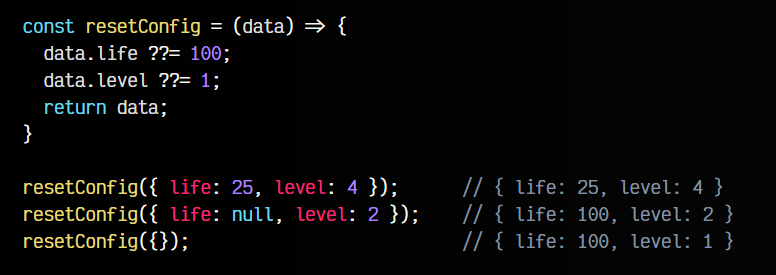 const resetConfig = (data) => {
  data.life ??= 100;
  data.level ??= 1;
  return data;
}

resetConfig({ life: 25, level: 4 });      // { life: 25, level: 4 }
resetConfig({ life: null, level: 2 });    // { life: 100, level: 2 }
resetConfig({});                          // { life: 100, level: 1 }